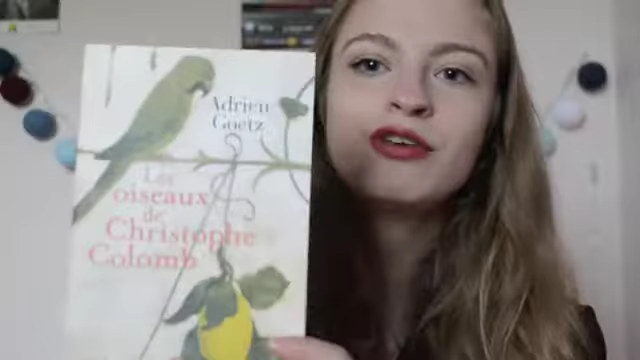 Adrien
Goetz
Les
oiseaux
de
Christophe
Colomb